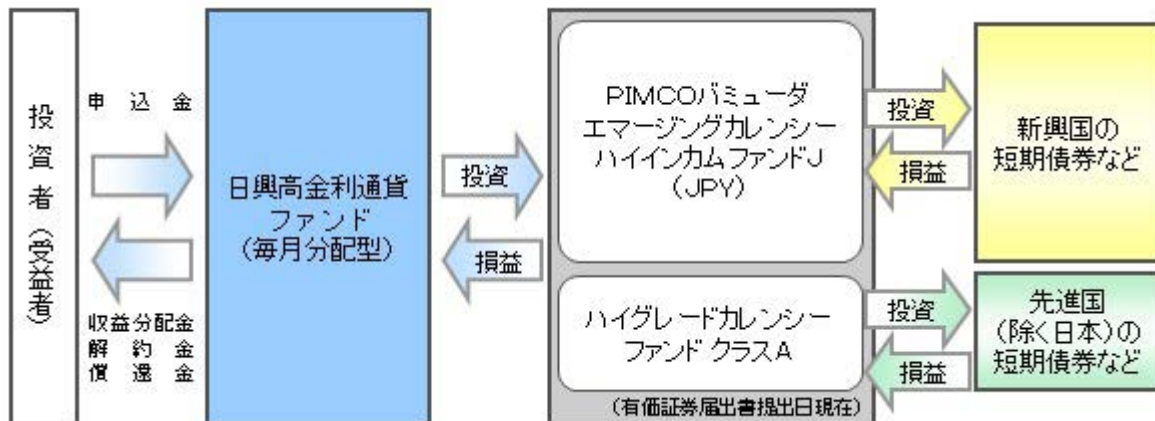 投資者(受益者)
申込金
収益分配金
解約金
償還金
日興高金利通貨
ファンド
(毎月分配型)
投資
損益
PIMCOバミューダ
エマージングカレンシー
ハイインカムファンドJ
(JPY)
ハイグレードカレンシー
ファンド クラスA
(有価証券届出書提出日現在)
投資
損益
新興国の
短期債券など
投資
損益
先進国
(除く日本)の
短期債券など